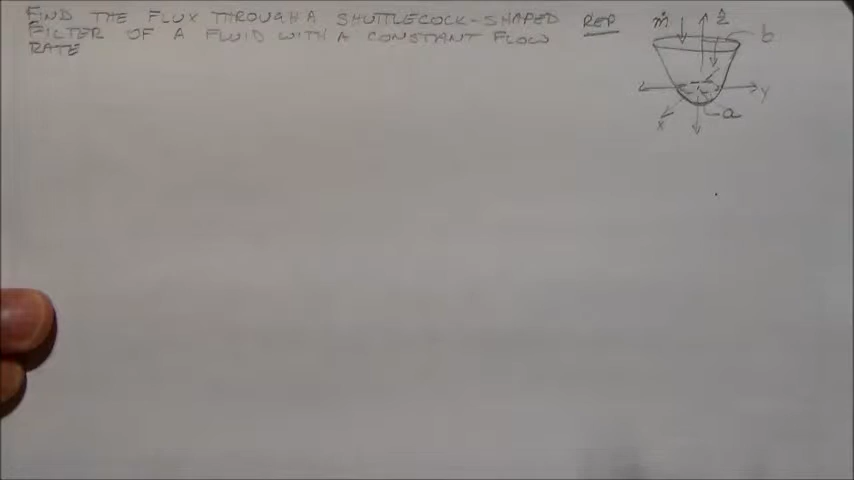 FIND THE FLUX THROUGH A SHUTTLECOCK-SHAPED REP
FILTER OF A FLUID WITH A CONSTANT FLOW
RATE
ṁ ẑ
b
y
x
a